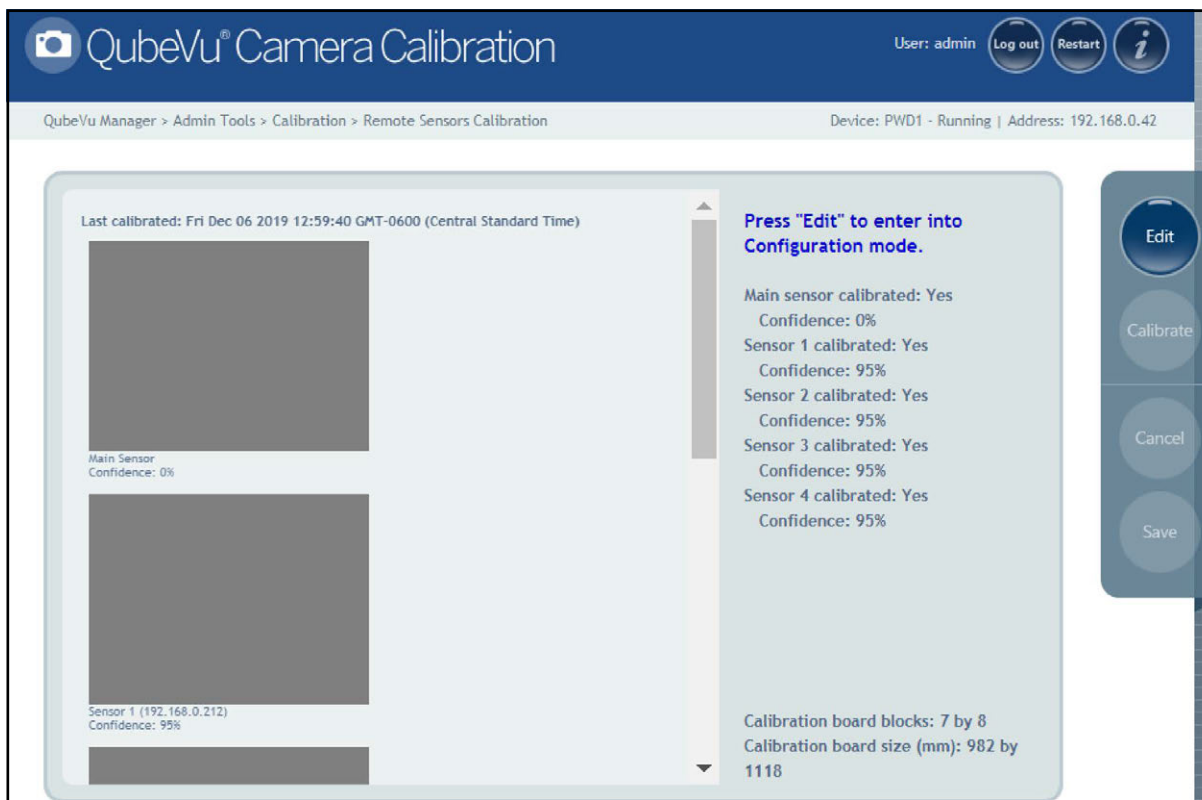 QubeVu® Camera Calibration
User: admin
Log out
Restart
i
QubeVu Manager > Admin Tools > Calibration > Remote Sensors Calibration
Device: PWD1 - Running | Address: 192.168.0.42
Last calibrated: Fri Dec 06 2019 12:59:40 GMT-0600 (Central Standard Time)
Main Sensor
Confidence: 0%
Sensor 1 (192.168.0.212)
Confidence: 95%
Press "Edit" to enter into
Configuration mode.
Main sensor calibrated: Yes
Confidence: 0%
Sensor 1 calibrated: Yes
Confidence: 95%
Sensor 2 calibrated: Yes
Confidence: 95%
Sensor 3 calibrated: Yes
Confidence: 95%
Sensor 4 calibrated: Yes
Confidence: 95%
Calibration board blocks: 7 by 8
Calibration board size (mm): 982 by
1118
Edit
Calibrate
Cancel
Save